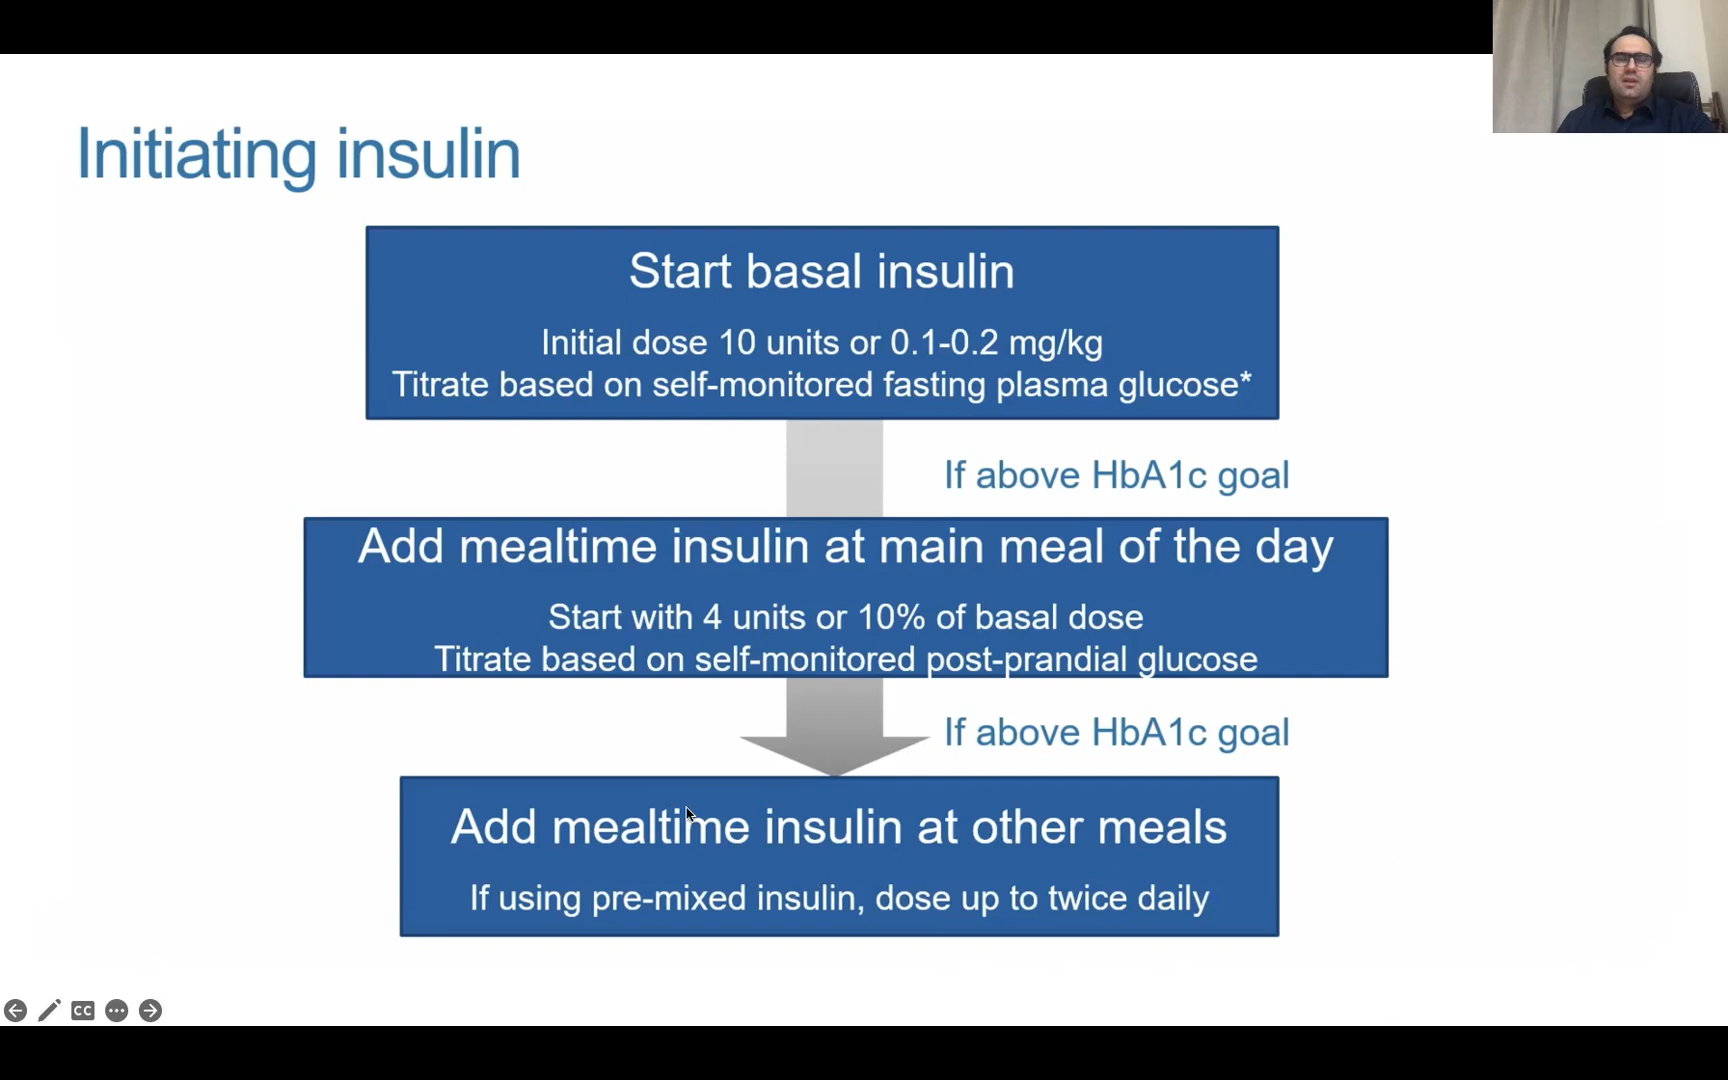 Initiating insulin
Start basal insulin
Initial dose 10 units or 0.1-0.2 mg/kg
Titrate based on self-monitored fasting plasma glucose*
If above HbA1c goal
Add mealtime insulin at main meal of the day
Start with 4 units or 10% of basal dose
Titrate based on self-monitored post-prandial glucose
If above HbA1c goal
Add mealtime insulin at other meals
If using pre-mixed insulin, dose up to twice daily
CC